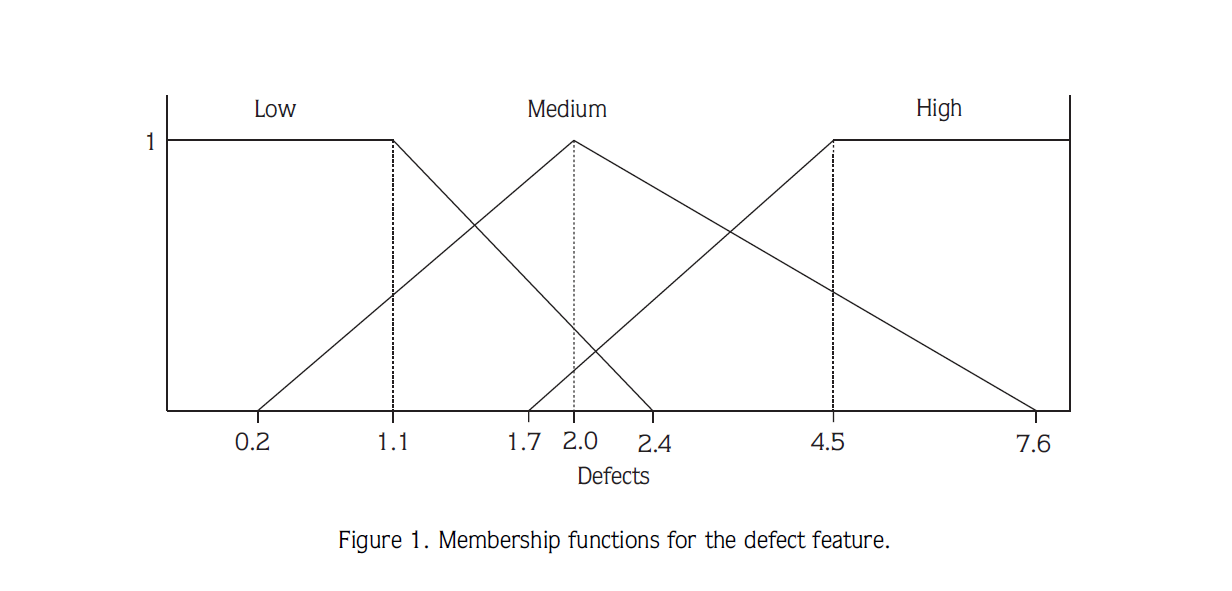 Low Medium High
1
0.2 1.1 1.7 2.0 2.4 4.5 7.6
Defects
Figure 1. Membership functions for the defect feature.